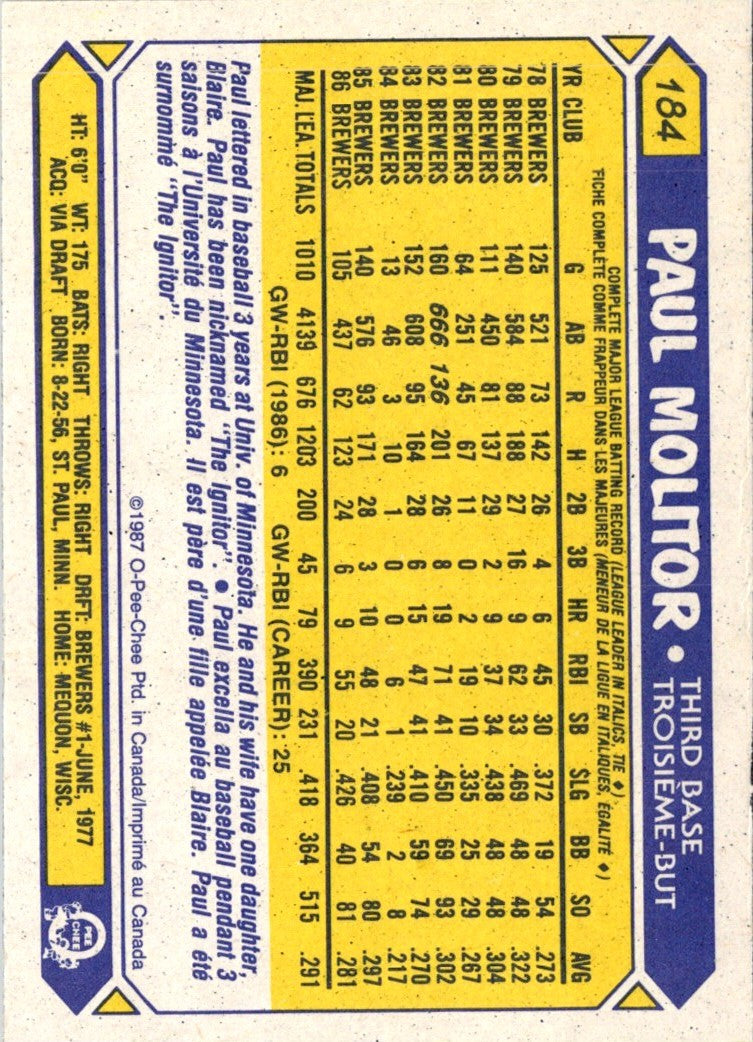 184
PAUL MOLITOR • THIRD BASE
TROISIÈME-BUT
COMPLETE MAJOR LEAGUE BATTING RECORD (LEAGUE LEADER IN ITALICS, TIE ♦)
FICHE COMPLÈTE COMME FRAPPEUR DANS LES MAJEURES (MENEUR DE LA LIGUE EN ITALIQUES, ÉGALITÉ ♦)
YR CLUB G AB R H 2B 3B HR RBI SB SLG BB SO AVG
78 BREWERS 125 521 73 142 26 4 6 45 30 .372 19 54 .273
79 BREWERS 140 584 88 188 27 16 9 62 33 .469 48 48 .322
80 BREWERS 111 450 81 137 29 2 9 37 34 .438 48 48 .304
81 BREWERS 64 251 45 67 11 0 2 19 10 .335 25 29 .267
82 BREWERS 160 666 136 201 26 8 19 71 41 .450 69 93 .302
83 BREWERS 152 608 95 164 28 6 15 47 41 .410 59 74 .270
84 BREWERS 13 46 3 10 1 0 0 6 1 .239 2 8 .217
85 BREWERS 140 576 93 171 28 3 10 48 21 .408 54 80 .297
86 BREWERS 105 437 62 123 24 6 9 55 20 .426 40 81 .281
MAJ. LEA. TOTALS 1010 4139 676 1203 200 45 79 390 231 .418 364 515 .291
GW-RBI (1986): 6 GW-RBI (CAREER): 25
Paul lettered in baseball 3 years at Univ. of Minnesota. He and his wife have one daughter,
Blaire. Paul has been nicknamed "The Ignitor". • Paul excella au baseball pendant 3
saisons à l'Université du Minnesota. Il est père d'une fille appelée Blaire. Paul a été
surnommé "The Ignitor".
©1987 O-Pee-Chee Ptd. in Canada/Imprimé au Canada
HT: 6'0" WT: 175 BATS: RIGHT THROWS: RIGHT DRFT: BREWERS #1-JUNE, 1977
ACQ: VIA DRAFT BORN: 8-22-56, ST. PAUL, MINN. HOME: MEQUON, WISC.
O
PEE
CHEE